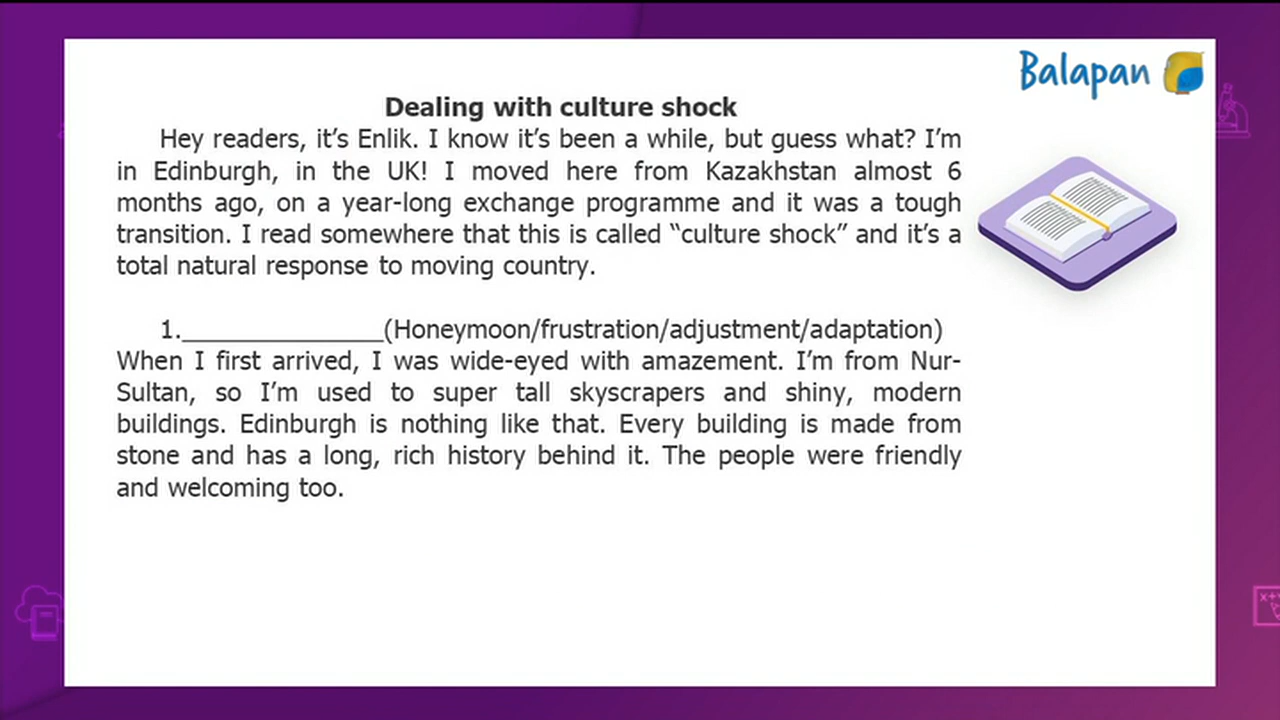 Balapan
Dealing with culture shock
Hey readers, it’s Enlik. I know it’s been a while, but guess what? I’m
in Edinburgh, in the UK! I moved here from Kazakhstan almost 6
months ago, on a year-long exchange programme and it was a tough
transition. I read somewhere that this is called “culture shock” and it’s a
total natural response to moving country.
1.______________(Honeymoon/frustration/adjustment/adaptation)
When I first arrived, I was wide-eyed with amazement. I’m from Nur-
Sultan, so I’m used to super tall skyscrapers and shiny, modern
buildings. Edinburgh is nothing like that. Every building is made from
stone and has a long, rich history behind it. The people were friendly
and welcoming too.